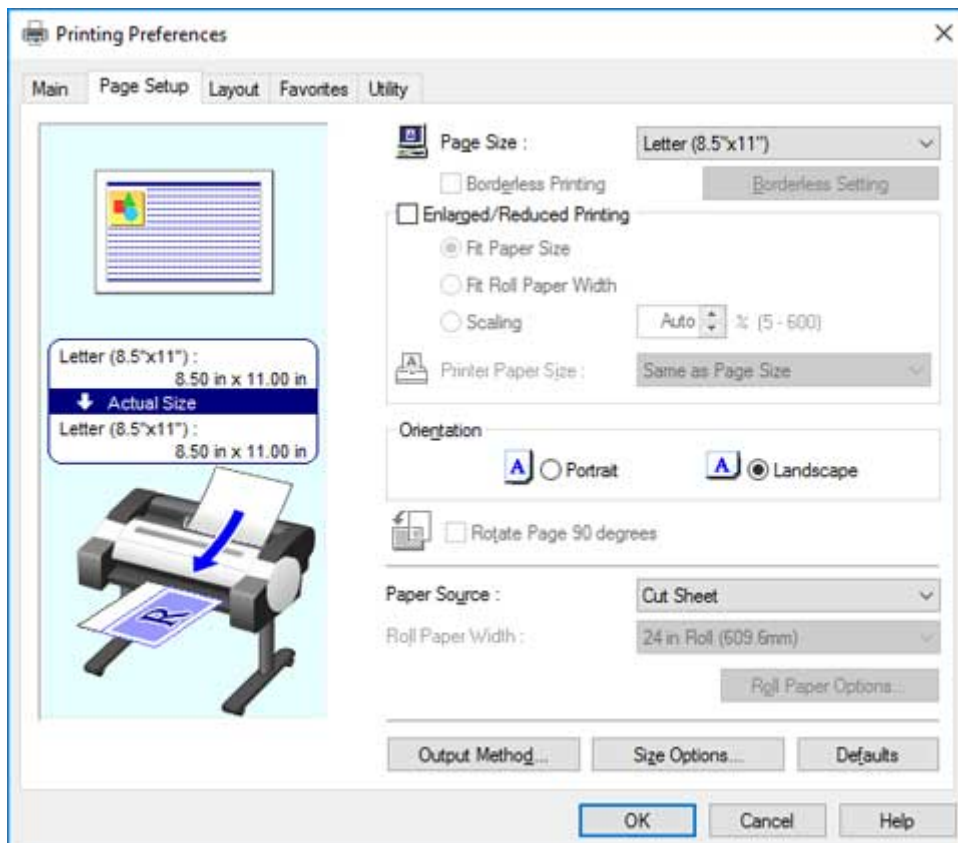 Printing Preferences
Main Page Setup Layout Favorites Utility
Letter (8.5"x11") :
8.50 in x 11.00 in
Actual Size
Letter (8.5"x11") :
8.50 in x 11.00 in
R
Page Size : Letter (8.5"x11")
Borderless Printing Borderless Setting
Enlarged/Reduced Printing
Fit Paper Size
Fit Roll Paper Width
Scaling Auto % (5 - 600)
A Printer Paper Size : Same as Page Size
Orientation
A Portrait A Landscape
Rotate Page 90 degrees
Paper Source : Cut Sheet
Roll Paper Width : 24 in Roll (609.6mm)
Roll Paper Options...
Output Method... Size Options... Defaults
OK Cancel Help